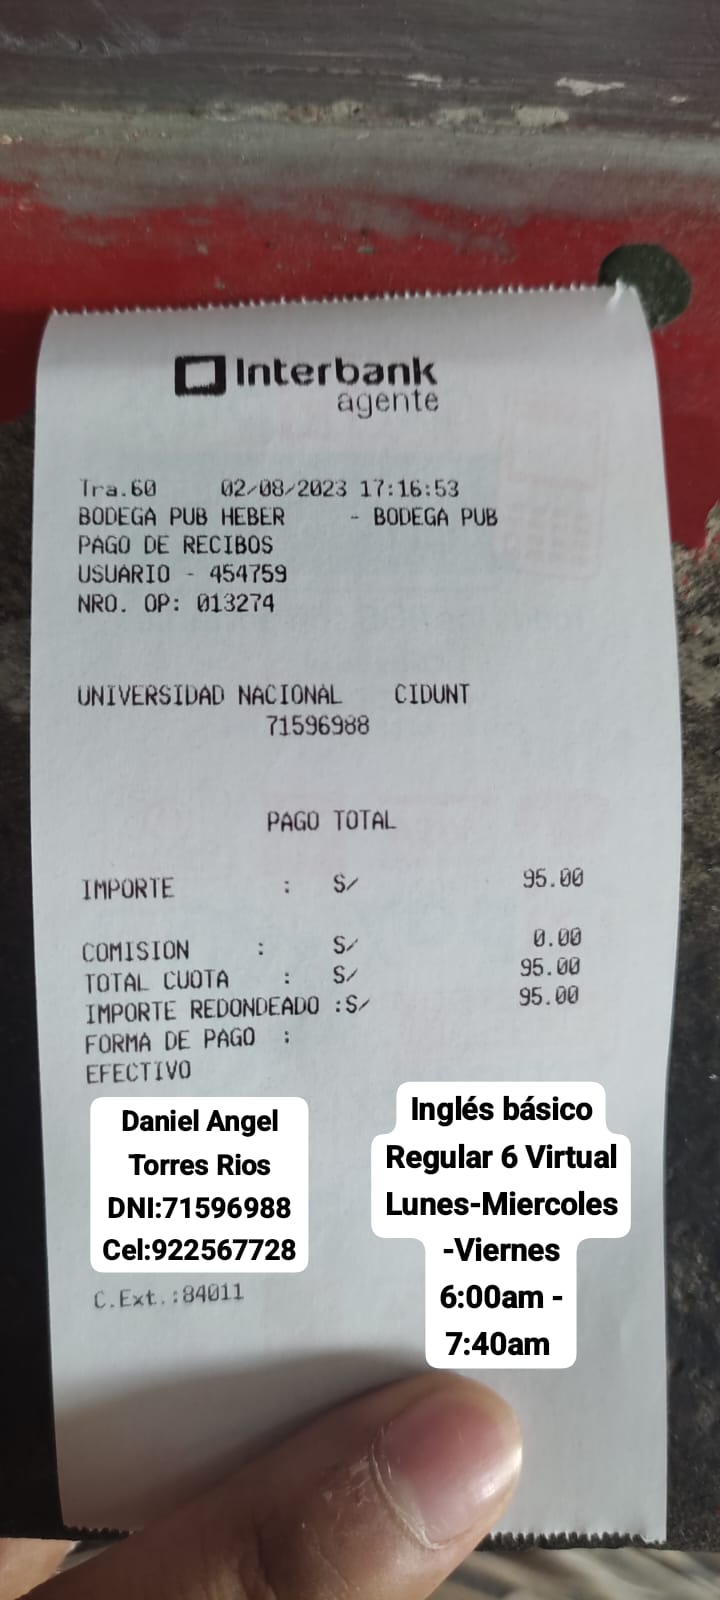 Interbank
agente
Tra.60 02/08/2023 17:16:53
BODEGA PUB HEBER - BODEGA PUB
PAGO DE RECIBOS
USUARIO - 454759
NRO. OP: 013274
UNIVERSIDAD NACIONAL CIDUNT
71596988
PAGO TOTAL
IMPORTE : S/ 95.00
COMISION : S/ 0.00
TOTAL CUOTA : S/ 95.00
IMPORTE REDONDEADO :S/ 95.00
FORMA DE PAGO :
EFECTIVO
Daniel Angel
Torres Rios
DNI:71596988
Cel:922567728
C.Ext.:84011
Inglés básico
Regular 6 Virtual
Lunes-Miercoles
-Viernes
6:00am -
7:40am